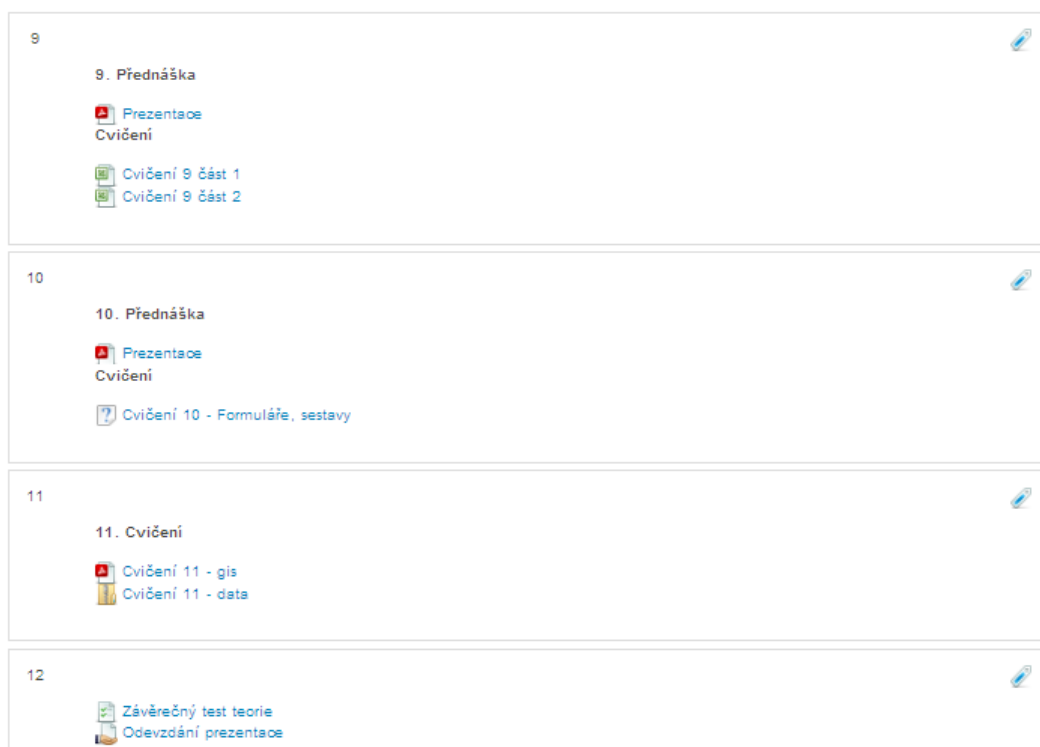 9
9. Přednáška
Prezentace
Cvičení
Cvičení 9 část 1
Cvičení 9 část 2
10
10. Přednáška
Prezentace
Cvičení
Cvičení 10 - Formuláře, sestavy
11
11. Cvičení
Cvičení 11 - gis
Cvičení 11 - data
12
Závěrečný test teorie
Odevzdání prezentace